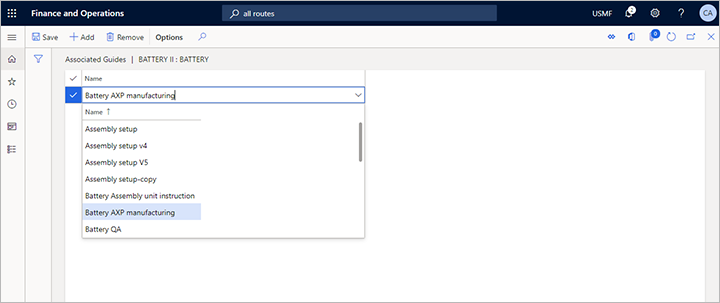 Finance and Operations
all routes
USMF
2
?
CA
Save
Add
Remove
Options
0
Associated Guides | BATTERY II : BATTERY
Name
Battery AXP manufacturing
Name ↑
Assembly setup
Assembly setup v4
Assembly setup V5
Assembly setup-copy
Battery Assembly unit instruction
Battery AXP manufacturing
Battery QA